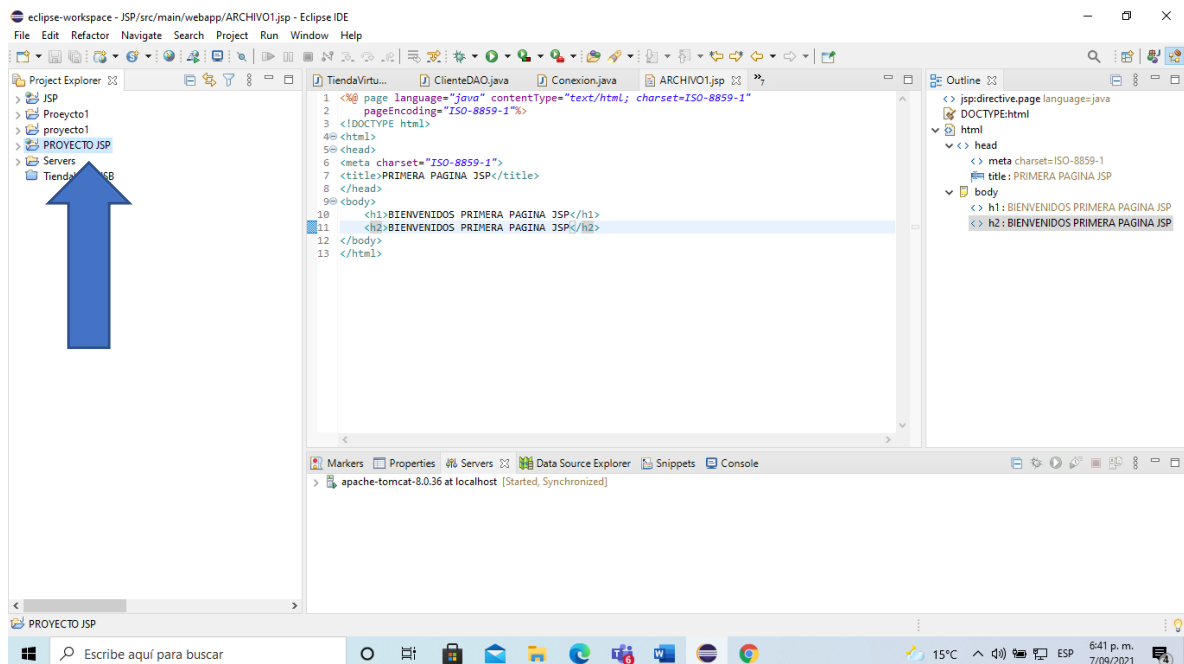 eclipse-workspace - JSP/src/main/webapp/ARCHIVO1.jsp - Eclipse IDE
File Edit Refactor Navigate Search Project Run Window Help
Project Explorer
JSP
Proeycto1
proyecto1
PROYECTO JSP
Servers
TiendaVirtu... ClienteDAO.java Conexion.java ARCHIVO1.jsp 7
1 <%@ page language="java" contentType="text/html; charset=ISO-8859-1"
2 pageEncoding="ISO-8859-1"%>
3 <!DOCTYPE html>
4 <html>
5 <head>
6 <meta charset="ISO-8859-1">
7 <title>PRIMERA PAGINA JSP</title>
8 </head>
9 <body>
10 <h1>BIENVENIDOS PRIMERA PAGINA JSP</h1>
11 <h2>BIENVENIDOS PRIMERA PAGINA JSP</h2>
12 </body>
13 </html>
Outline
jsp:directive.page language=java
DOCTYPE:html
html
head
meta charset=ISO-8859-1
title : PRIMERA PAGINA JSP
body
h1 : BIENVENIDOS PRIMERA PAGINA JSP
h2 : BIENVENIDOS PRIMERA PAGINA JSP
Markers Properties Servers Data Source Explorer Snippets Console
apache-tomcat-8.0.36 at localhost [Started, Synchronized]
PROYECTO JSP
Escribe aquí para buscar
15°C ESP
6:41 p. m.
7/09/2021